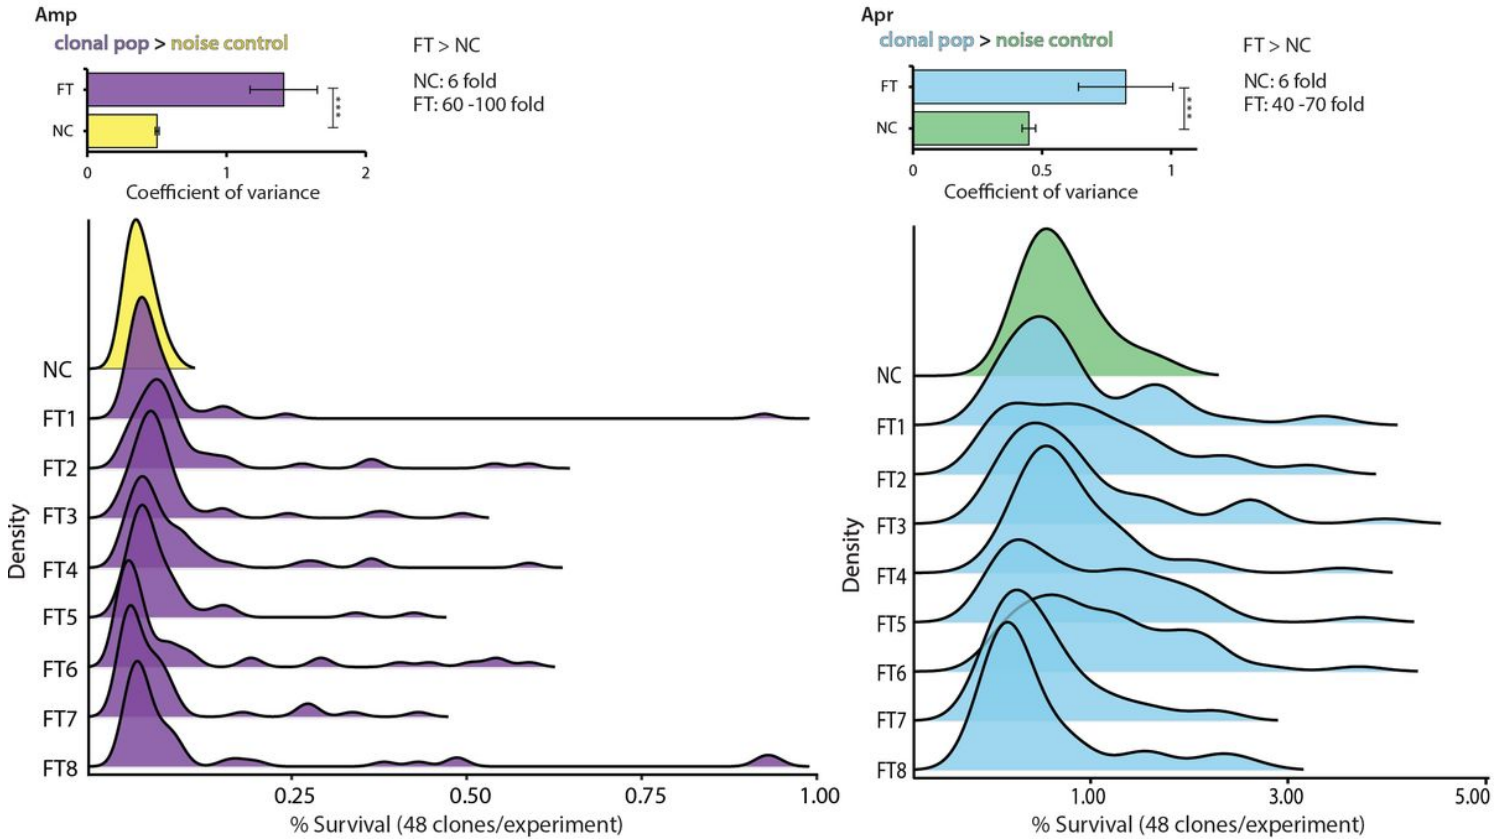 Amp
clonal pop > noise control
FT > NC
NC: 6 fold
FT: 60 -100 fold
FT
NC
***
0 1 2
Coefficient of variance
NC
FT1
FT2
FT3
FT4
FT5
FT6
FT7
FT8
Density
0.25 0.50 0.75 1.00
% Survival (48 clones/experiment)
Apr
clonal pop > noise control
FT > NC
NC: 6 fold
FT: 40 -70 fold
FT
NC
***
0 0.5 1
Coefficient of variance
NC
FT1
FT2
FT3
FT4
FT5
FT6
FT7
FT8
Density
1.00 3.00 5.00
% Survival (48 clones/experiment)